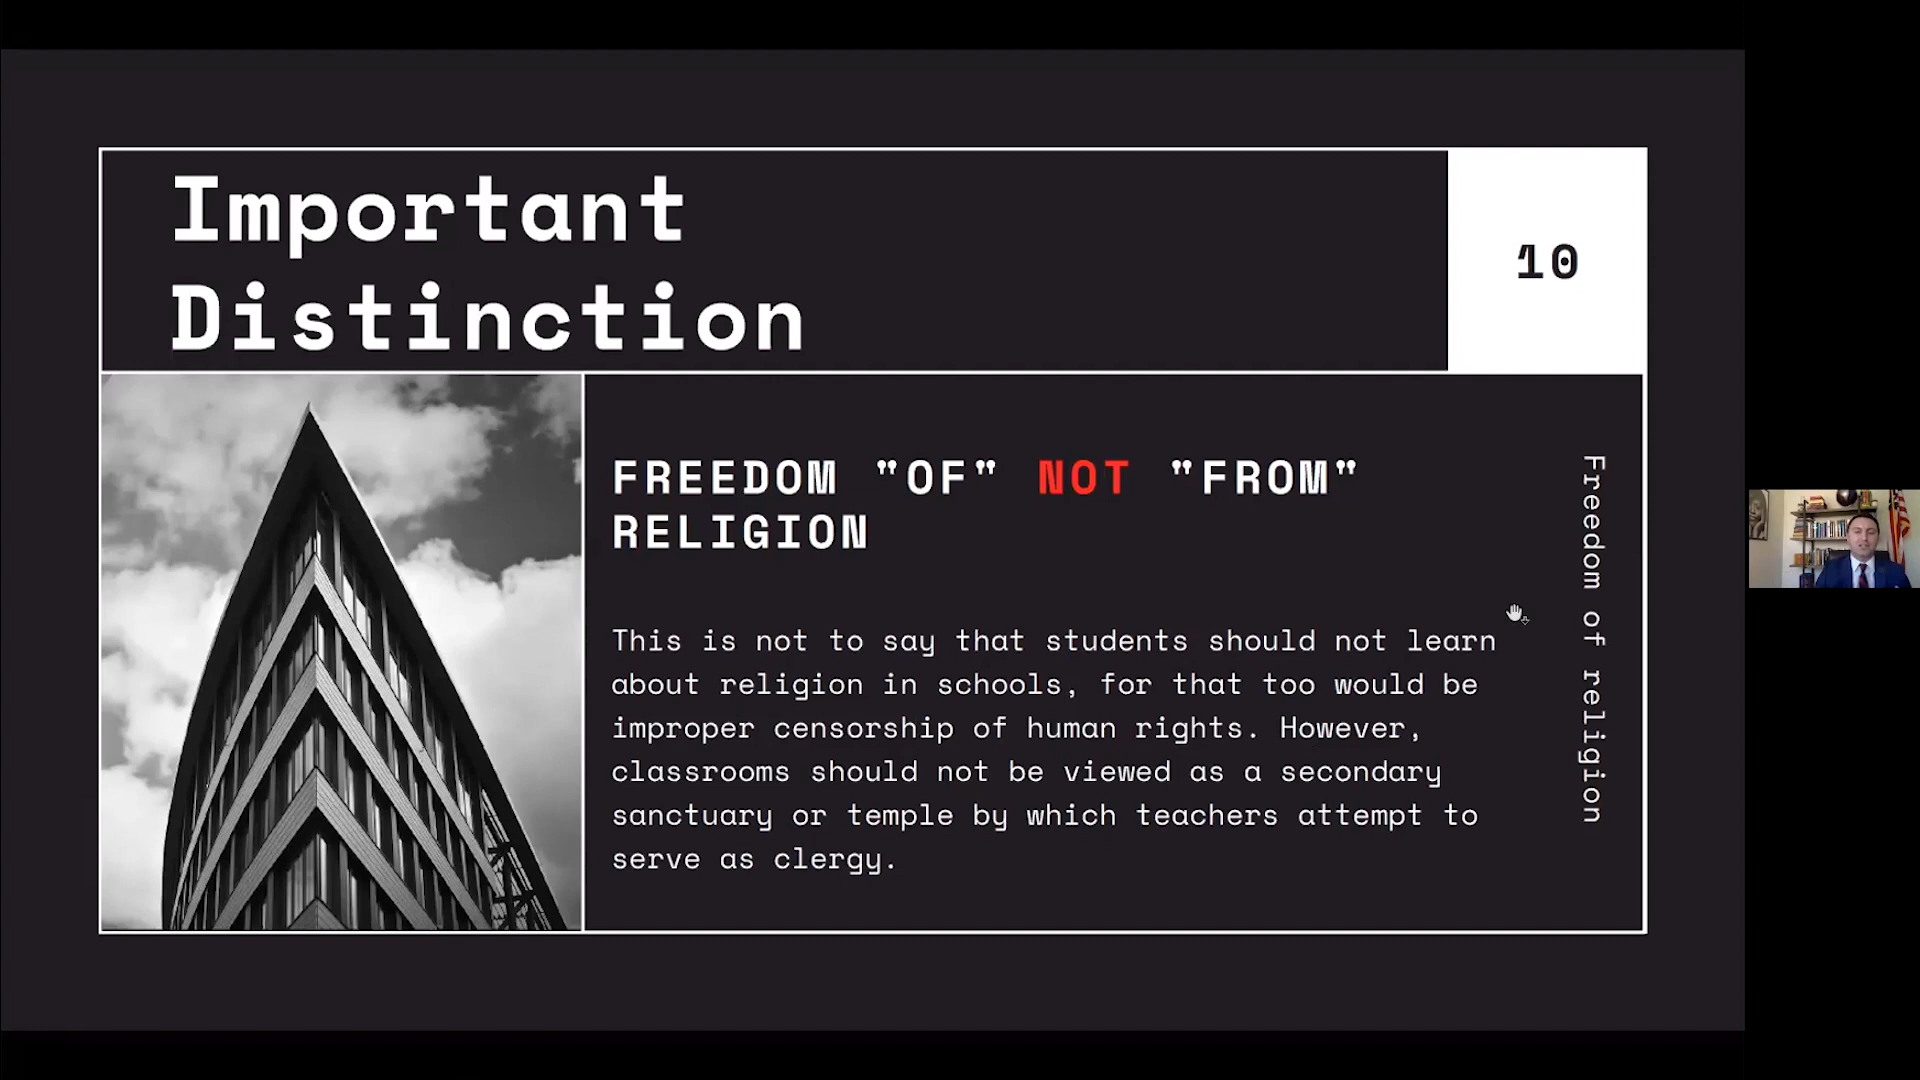 Important
Distinction
10
FREEDOM "OF" NOT "FROM"
RELIGION
This is not to say that students should not learn
about religion in schools, for that too would be
improper censorship of human rights. However,
classrooms should not be viewed as a secondary
sanctuary or temple by which teachers attempt to
serve as clergy.
Freedom of religion